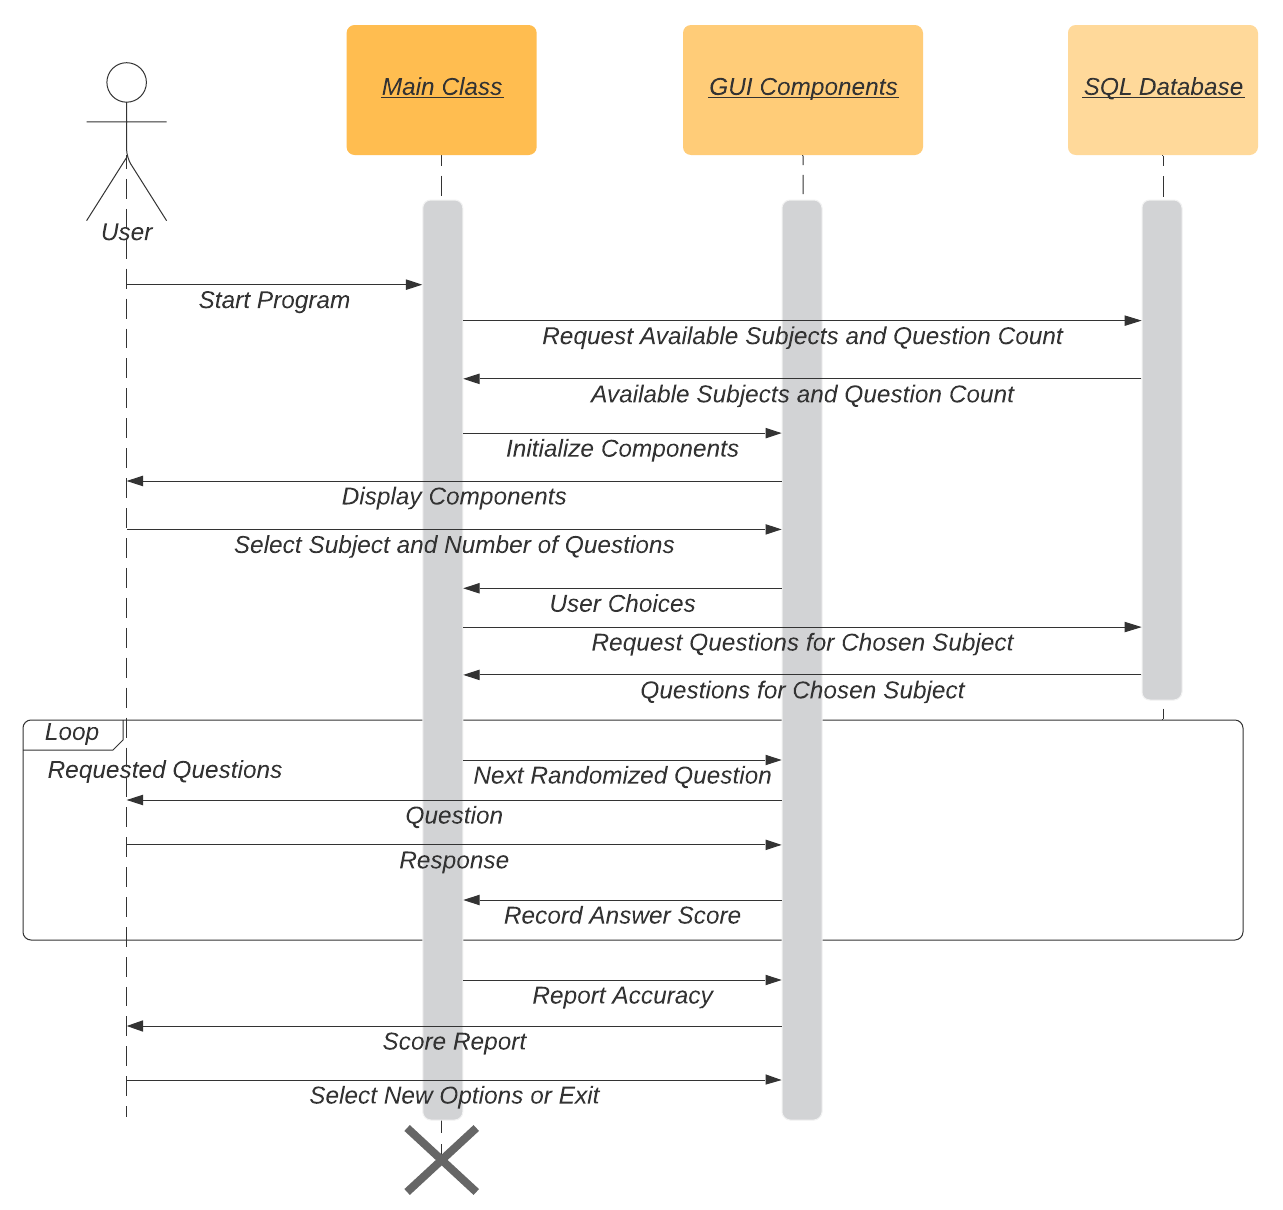 Main Class
GUI Components
SQL Database
User
Start Program
Request Available Subjects and Question Count
Available Subjects and Question Count
Initialize Components
Display Components
Select Subject and Number of Questions
User Choices
Request Questions for Chosen Subject
Questions for Chosen Subject
Loop
Requested Questions
Next Randomized Question
Question
Response
Record Answer Score
Report Accuracy
Score Report
Select New Options or Exit